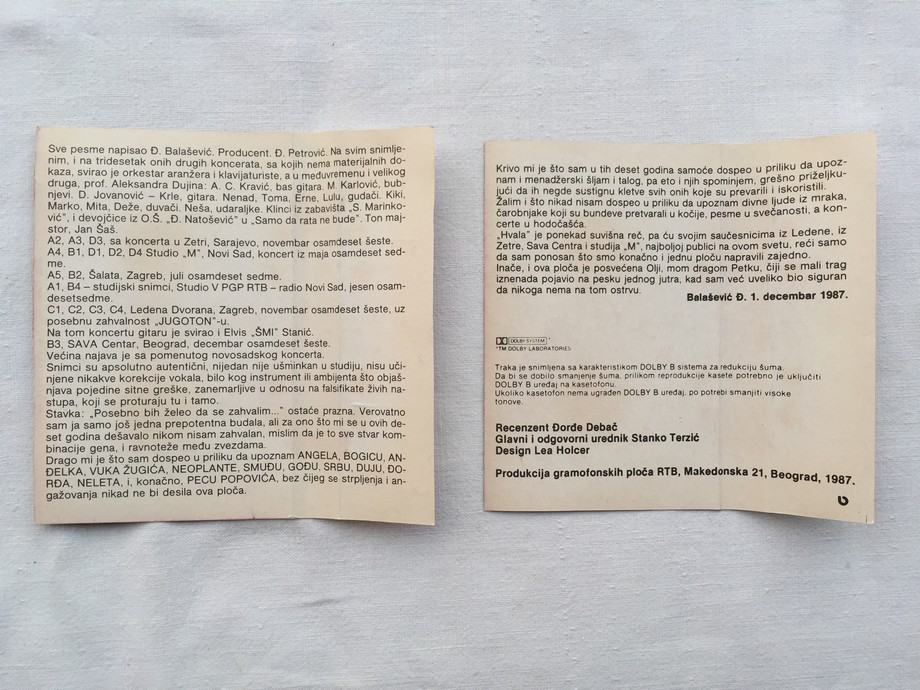 Sve pesme napisao Đ. Balašević. Producent. Đ. Petrović. Na svim snimlje-
nim, i na tridesetak onih drugih koncerata, sa kojih nema materijalnih do-
kaza, svirao je orkestar aranžera i klavijaturiste, a u međuvremenu i velikog
druga, prof. Aleksandra Dujina: A. C. Kravić, bas gitara. M. Karlović, bub-
njevi. D. Jovanović – Krle, gitara. Nenad, Toma, Erne, Lulu, gudači. Kiki,
Marko, Mita, Deže, duvači. Neša, udaraljke. Klinci iz zabavišta „S. Marinko-
vić", i devojčice iz O.Š. „Đ. Natošević" u „Samo da rata ne bude". Ton maj-
stor, Jan Šaš.
A2, A3, D3, sa koncerta u Zetri, Sarajevo, novembar osamdeset šeste.
A4, B1, D1, D2, D4 Studio „M", Novi Sad, koncert iz maja osamdeset sed-
me.
A5, B2, Šalata, Zagreb, juli osamdeset sedme.
A1, B4 – studijski snimci, Studio V PGP RTB – radio Novi Sad, jesen osam-
desetsedme.
C1, C2, C3, C4, Ledena Dvorana, Zagreb, novembar osamdeset šeste, uz
posebnu zahvalnost „JUGOTON"-u.
Na tom koncertu gitaru je svirao i Elvis „ŠMI" Stanić.
B3, SAVA Centar, Beograd, decembar osamdeset šeste.
Većina najava je sa pomenutog novosadskog koncerta.
Snimci su apsolutno autentični, nijedan nije ušminkan u studiju, nisu uči-
njene nikakve korekcije vokala, bilo kog instrumenta ili ambijenta što objaš-
njava pojedine sitne greške, zanemarljive u odnosu na falsifikate živih na-
stupa, koji se proturaju tu i tamo.
Stavka: „Posebno bih želeo da se zahvalim..." ostaće prazna. Verovatno
sam ja samo još jedna prepotentna budala, ali za ono što mi se u ovih de-
set godina dešavalo nikom nisam zahvalan, mislim da je to sve stvar kom-
binacije gena, i ravnoteže među zvezdama.
Drago mi je što sam dospeo u priliku da upoznam ANGELA, BOGICU, AN-
ĐELKA, VUKA ŽUGIĆA, NEOPLANTE, SMUĐU, GOĐU, SRBU, DUJU, ĐO-
RĐA, NELETA, i, konačno, PECU POPOVIĆA, bez čijeg se strpljenja i an-
gažovanja nikad ne bi desila ova ploča.
Krivo mi je što sam u tih deset godina samoće dospeo u priliku da upoz-
nam i menadžerski šljam i talog, pa eto i njih spominjem, grešno priželjku-
jući da ih negde sustignu kletve svih onih koje su prevarili i iskoristili.
Žalim i što nikad nisam dospeo u priliku da upoznam divne ljude iz mraka,
čarobnjake koji su bundeve pretvarali u kočije, pesme u svečanosti, a kon-
certe u hodočašća.
„Hvala" je ponekad suvišna reč, pa ću svojim saučesnicima iz Ledene, iz
Zetre, Sava Centra i studija „M", najboljoj publici na ovom svetu, reći samo
da sam ponosan što smo konačno i jednu ploču napravili zajedno.
Inače, i ova ploča je posvećena Olji, mom dragom Petku, čiji se mali trag
iznenada pojavio na pesku jednog jutra, kad sam već uveliko bio siguran
da nikoga nema na tom ostrvu.
Balašević Đ. 1. decembar 1987.
DOLBY SYSTEM *
*TM DOLBY LABORATORIES
Traka je snimljena sa karakteristikom DOLBY B sistema za redukciju šuma.
Da bi se dobilo smanjenje šuma, prilikom reprodukcije kasete potrebno je uključiti
DOLBY B uređaj na kasetofonu.
Ukoliko kasetofon nema ugrađen DOLBY B uređaj, po potrebi smanjiti visoke
tonove.
Recenzent Đorđe Debač
Glavni i odgovorni urednik Stanko Terzić
Design Lea Holcer
Produkcija gramofonskih ploča RTB, Makedonska 21, Beograd, 1987.